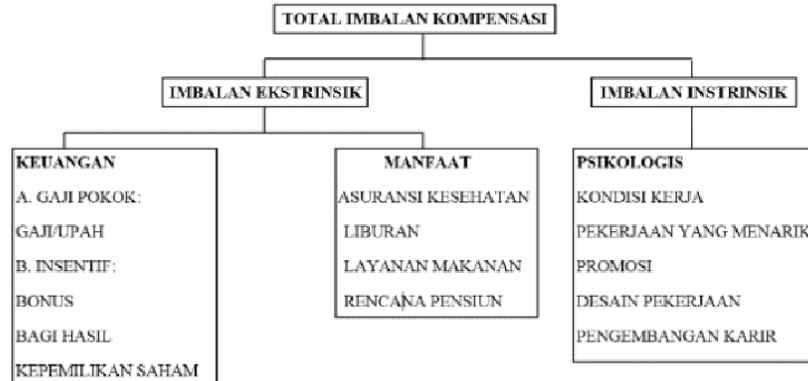 TOTAL IMBALAN KOMPENSASI
IMBALAN EKSTRINSIK
IMBALAN INSTRINSIK
KEUANGAN
A. GAJI POKOK:
GAJI/UPAH
B. INSENTIF:
BONUS
BAGI HASIL
KEPEMILIKAN SAHAM
MANFAAT
ASURANSI KESEHATAN
LIBURAN
LAYANAN MAKANAN
RENCANA PENSIUN
PSIKOLOGIS
KONDISI KERJA
PEKERJAAN YANG MENARIK
PROMOSI
DESAIN PEKERJAAN
PENGEMBANGAN KARIR